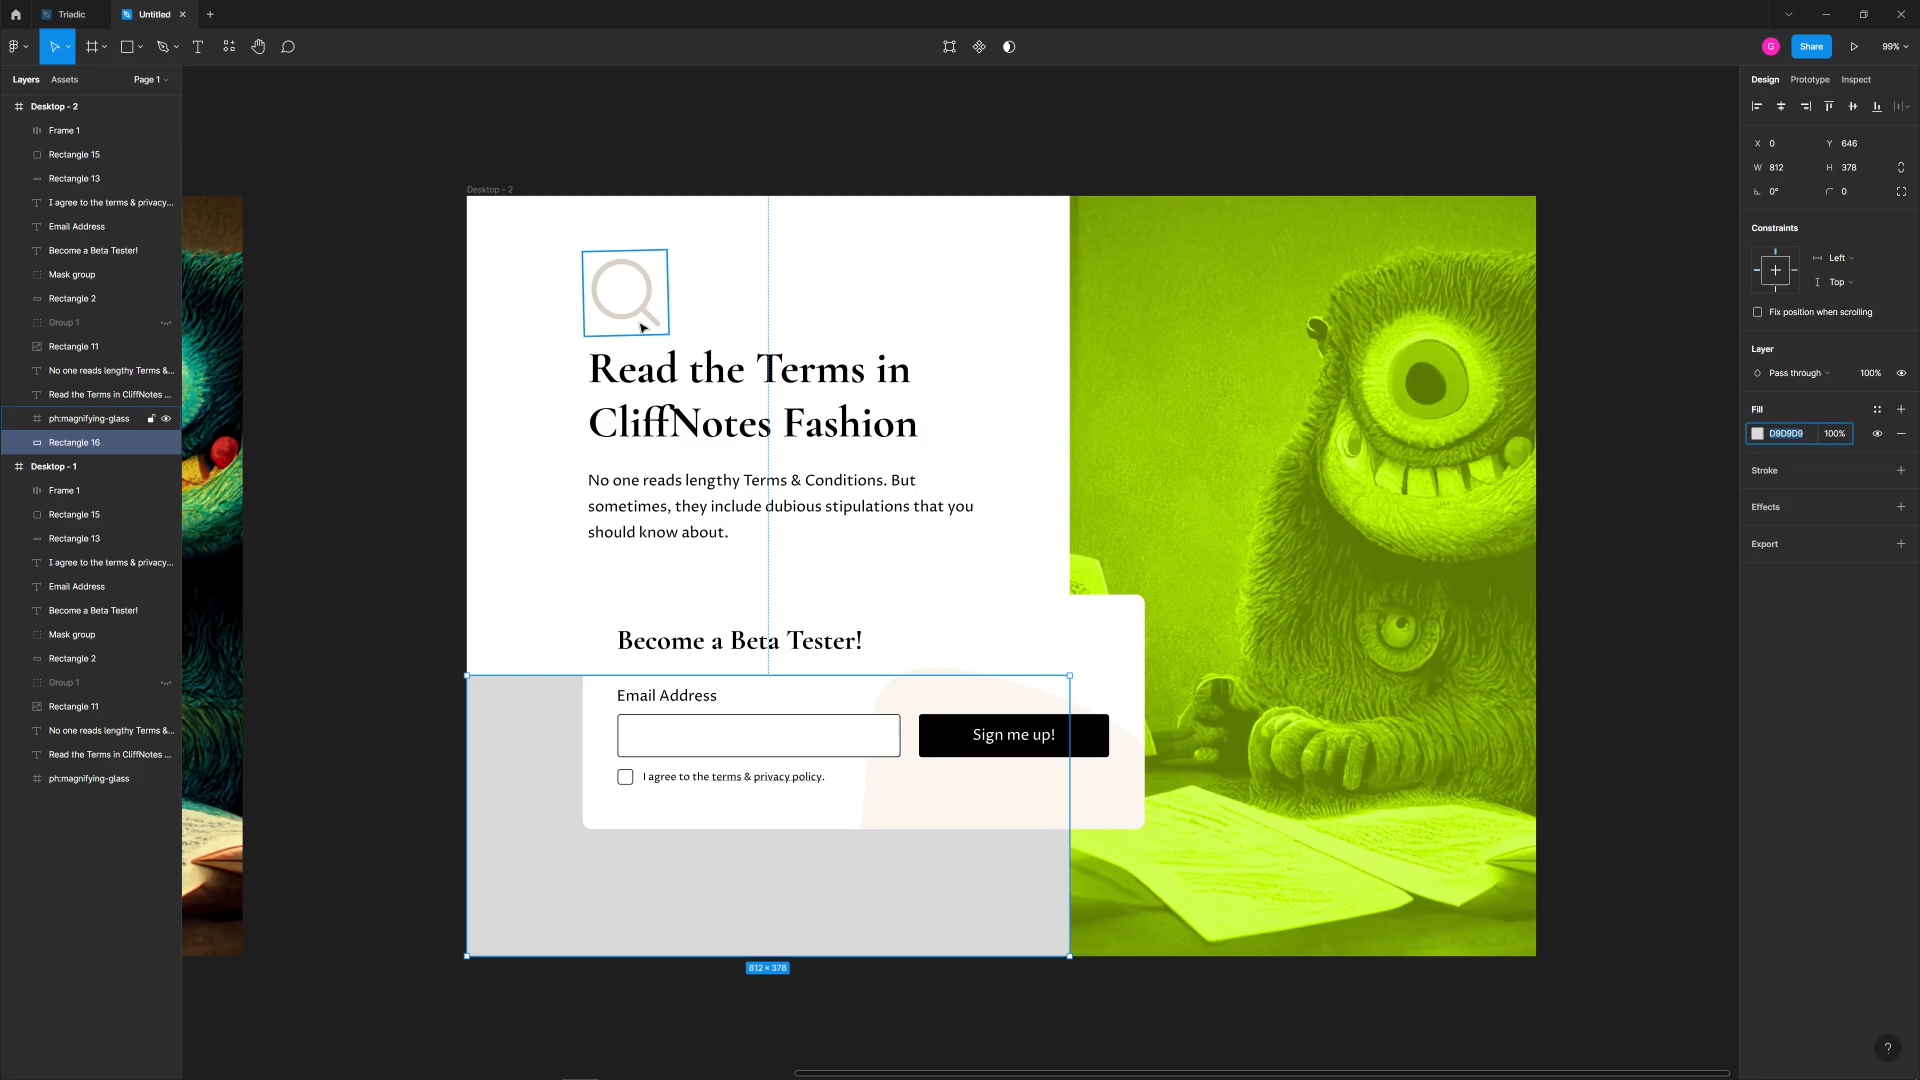 Triadic
Untitled
G
Share
99%
Layers
Assets
Page 1
Desktop - 2
Frame 1
Rectangle 15
Rectangle 13
I agree to the terms & privacy...
Email Address
Become a Beta Tester!
Mask group
Rectangle 2
Group 1
Rectangle 11
No one reads lengthy Terms &...
Read the Terms in CliffNotes ...
ph:magnifying-glass
Rectangle 16
Desktop - 1
Frame 1
Rectangle 15
Rectangle 13
I agree to the terms & privacy...
Email Address
Become a Beta Tester!
Mask group
Rectangle 2
Group 1
Rectangle 11
No one reads lengthy Terms &...
Read the Terms in CliffNotes ...
ph:magnifying-glass
Desktop - 2
Read the Terms in
CliffNotes Fashion
No one reads lengthy Terms & Conditions. But
sometimes, they include dubious stipulations that you
should know about.
Become a Beta Tester!
Email Address
Sign me up!
I agree to the terms & privacy policy.
812 × 378
Design
Prototype
Inspect
X 0 Y 646
W 812 H 378
0° 0
Constraints
Left
Top
Fix position when scrolling
Layer
Pass through 100%
Fill
D9D9D9 100%
Stroke
Effects
Export
?